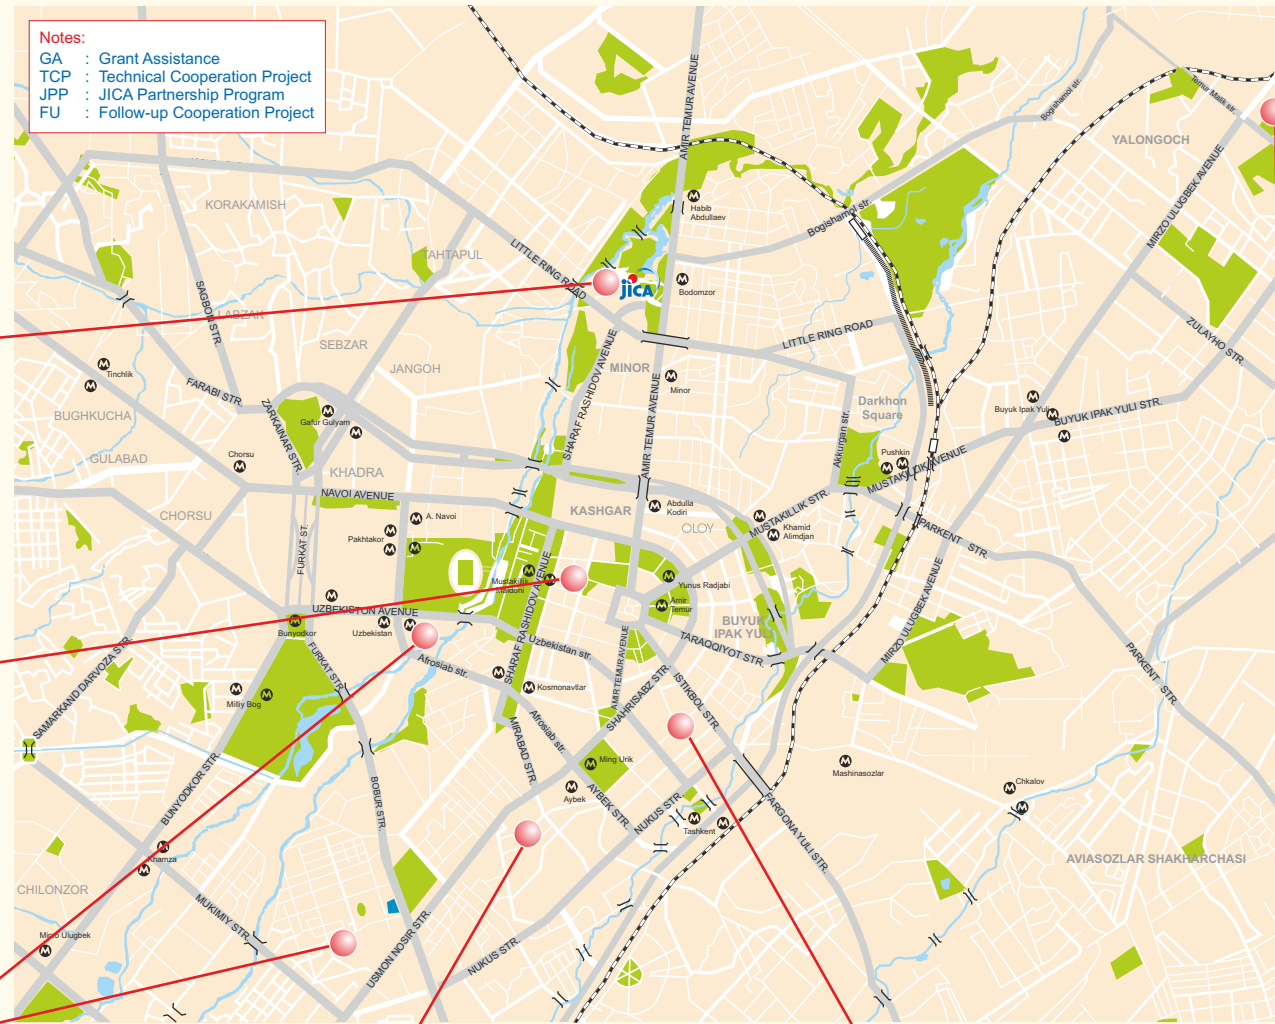 Notes:
GA : Grant Assistance
TCP : Technical Cooperation Project
JPP : JICA Partnership Program
FU : Follow-up Cooperation Project
AMIR TEMUR AVENUE
Bogishamol str.
Temur Malik str.
YALONGOCH
MIRZO ULUGBEK AVENUE
KORAKAMISH
Habib
Abdullaev
Bogishamol str.
TAHTAPUL
LITTLE RING ROAD
jICA
Bodomzor
SAGBON STR.
LABZAK
ZULAYHO STR.
LITTLE RING ROAD
SEBZAR
JANGOH
MINOR
SHARAF RASHIDOV AVENUE
Tinchlik
Minor
AMIR TEMUR AVENUE
FARABI STR.
ZARKAINAR STR.
BUGHKUCHA
Gafur Gulyam
Darkhon
Square
Buyuk Ipak Yuli
BUYUK IPAK YULI STR.
Akkurgan str.
GULABAD
Chorsu
KHADRA
Pushkin
MUSTAKILLIK AVENUE
NAVOI AVENUE
CHORSU
A. Navoi
KASHGAR
Abdulla
Kodiri
OLOY
MUSTAKILLIK STR.
Khamid
Alimdjan
PARKENT STR.
Pakhtakor
FURKAT ST.
Mustakillik
Maidoni
SHARAF RASHIDOV AVENUE
Yunus Radjabi
Amir
Temur
MIRZO ULUGBEK AVENUE
UZBEKISTON AVENUE
Bunyodkor
Uzbekistan
BUYUK
IPAK YULI
TARAQQIYOT STR.
Uzbekistan str.
Afrosiab str.
FURKAT STR.
SAMARKAND DARVOZA STR.
PARKENT STR.
Milliy Bog
Kosmonavtlar
AMIR TEMUR AVENUE
SHAHRISABZ STR.
ISTIKBOL STR.
MIRABAD STR.
Afrosiab str.
Ming Urik
Mashinasozlar
BUNYODKOR STR.
BOBUR STR.
Aybek
AYBEK STR.
NUKUS STR.
Tashkent
FARGONA YULI STR.
Chkalov
Khamza
AVIASOZLAR SHAKHARCHASI
CHILONZOR
MUKIMIY STR.
Mirzo Ulugbek
USMON NOSIR STR.
NUKUS STR.